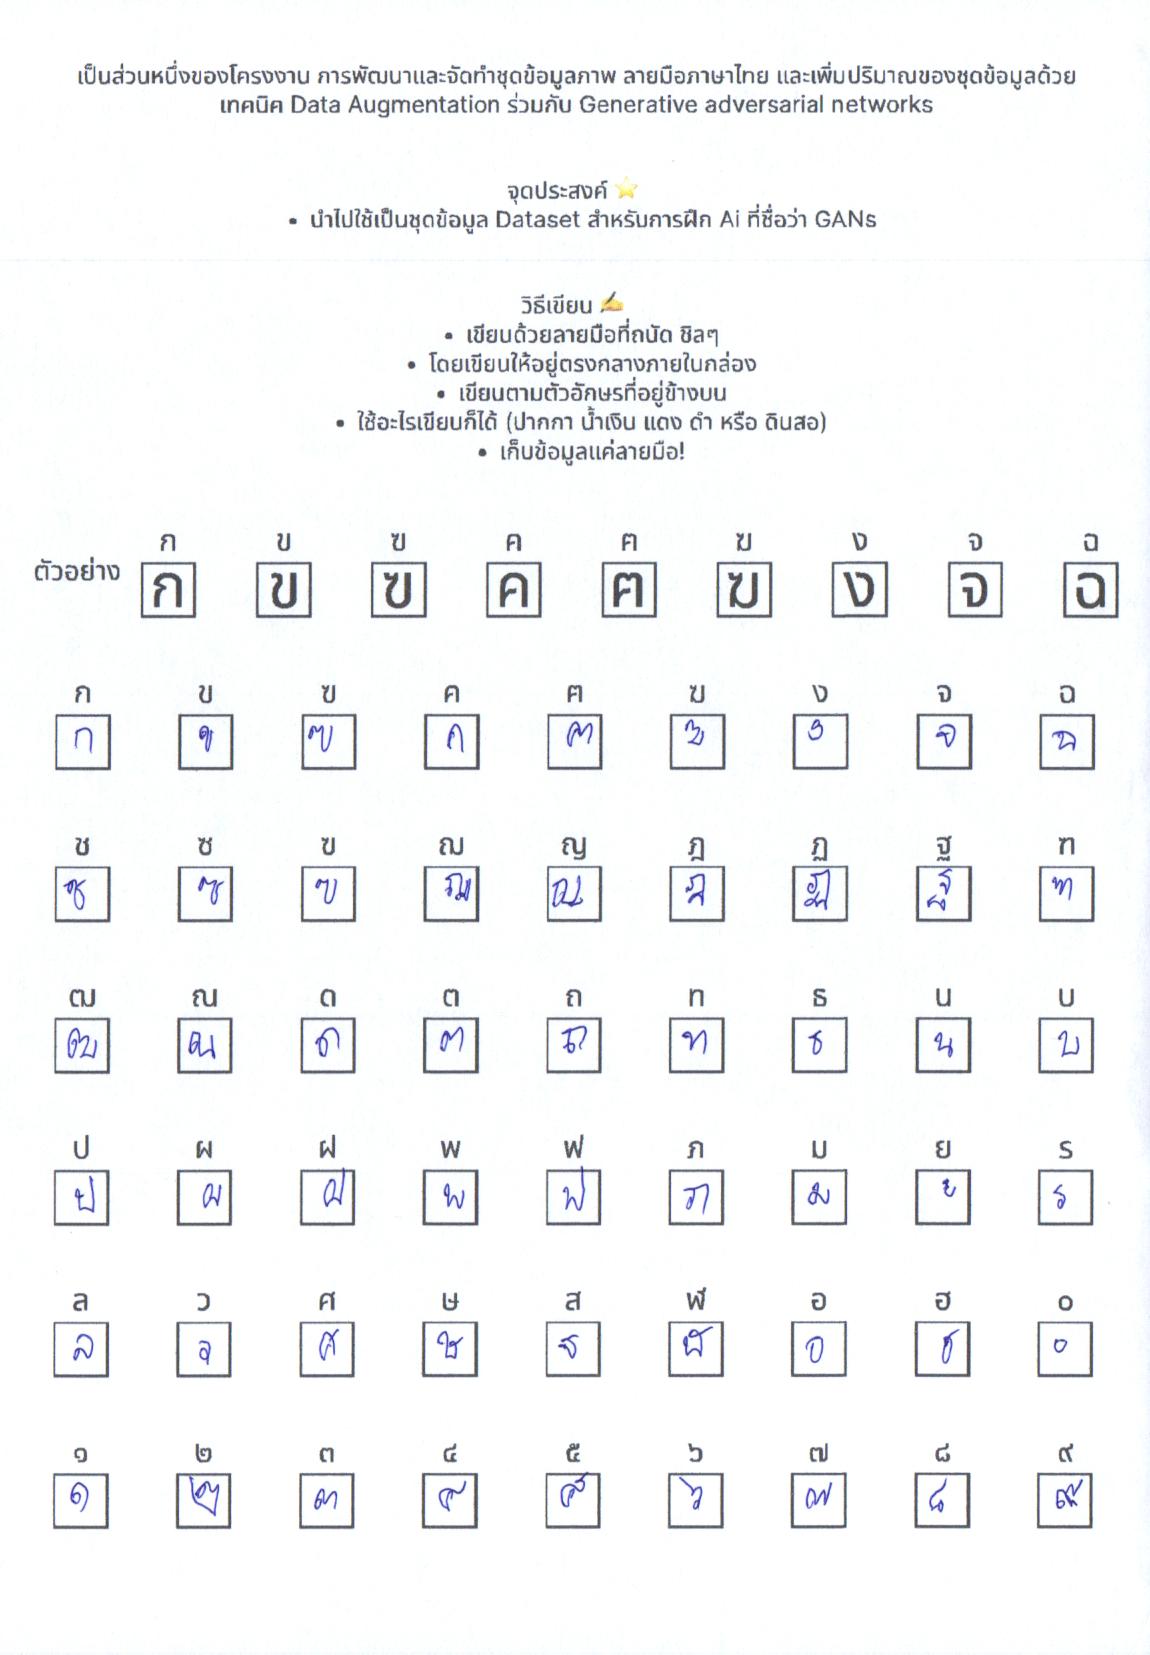 เป็นส่วนหนึ่งของโครงงาน การพัฒนาและจัดทำชุดข้อมูลภาพ ลายมือภาษาไทย และเพิ่มปริมาณของชุดข้อมูลด้วย
เทคนิค Data Augmentation ร่วมกับ Generative adversarial networks
จุดประสงค์ ⭐
• นำไปใช้เป็นชุดข้อมูล Dataset สำหรับการฝึก Ai ที่ชื่อว่า GANs
วิธีเขียน ✍
• เขียนด้วยลายมือที่ถนัด ชิลๆ
• โดยเขียนให้อยู่ตรงกลางภายในกล่อง
• เขียนตามตัวอักษรที่อยู่ข้างบน
• ใช้อะไรเขียนก็ได้ (ปากกา น้ำเงิน แดง ดำ หรือ ดินสอ)
• เก็บข้อมูลแค่ลายมือ!
ก ข ฃ ค ฅ ฆ ง จ ฉ
ตัวอย่าง ก ข ฃ ค ฅ ฆ ง จ ฉ
ก ข ฃ ค ฅ ฆ ง จ ฉ
ก ข ฃ ค ฅ ฆ ง จ ฉ
ช ซ ฃ ฌ ญ ฎ ฏ ฐ ฑ
ช ซ ฃ ฌ ญ ฎ ฏ ฐ ฑ
ฒ ณ ด ต ถ ท ธ น บ
ฒ ณ ด ต ถ ท ธ น บ
ป ผ ฝ พ ฟ ภ ม ย ร
ป ผ ฝ พ ฟ ภ ม ย ร
ล ว ศ ษ ส ฬ อ ฮ ๐
ล ว ศ ษ ส ฬ อ ฮ ๐
๑ ๒ ๓ ๔ ๕ ๖ ๗ ๘ ๙
๑ ๒ ๓ ๔ ๕ ๖ ๗ ๘ ๙